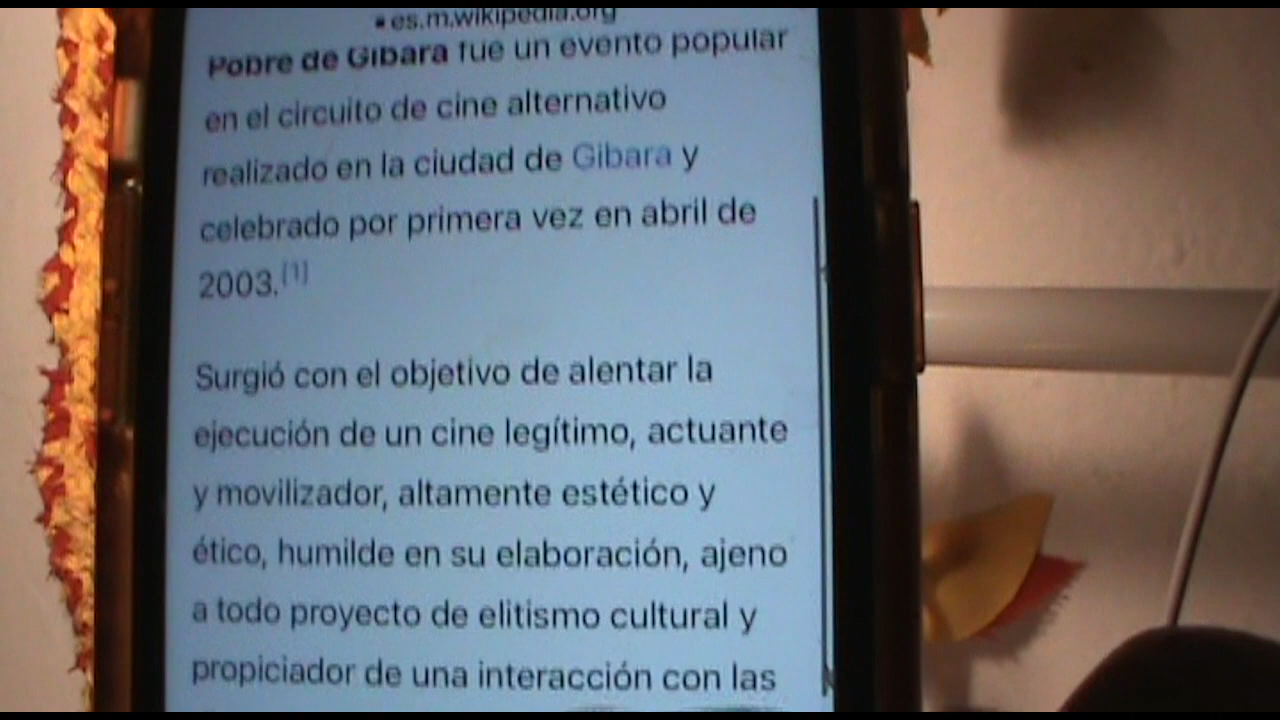 es.m.wikipedia.org
Pobre de Gibara fue un evento popular
en el circuito de cine alternativo
realizado en la ciudad de Gibara y
celebrado por primera vez en abril de
2003.[1]
Surgió con el objetivo de alentar la
ejecución de un cine legítimo, actuante
y movilizador, altamente estético y
ético, humilde en su elaboración, ajeno
a todo proyecto de elitismo cultural y
propiciador de una interacción con las